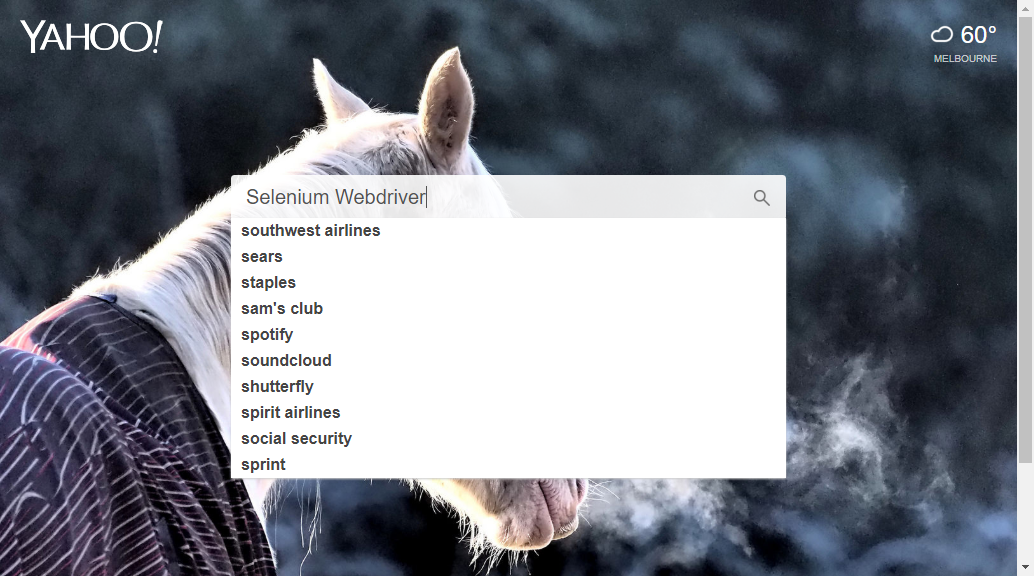 YAHOO!
60°
MELBOURNE
Selenium Webdriver
southwest airlines
sears
staples
sam's club
spotify
soundcloud
shutterfly
spirit airlines
social security
sprint